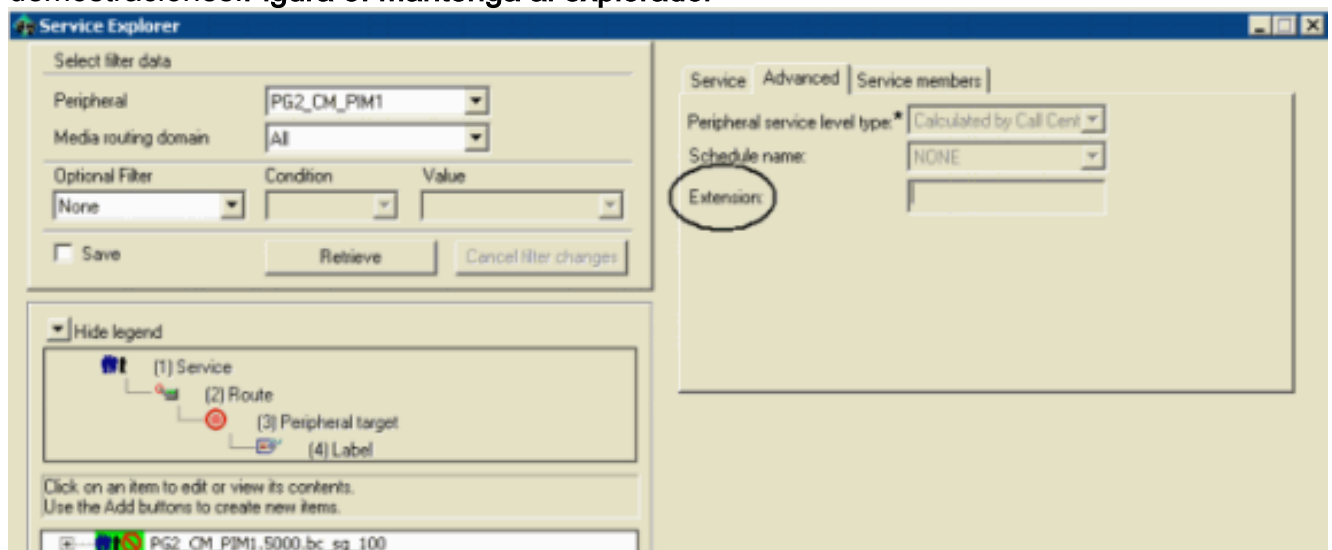 Service Explorer
Select filter data
Peripheral PG2_CM_PIM1
Media routing domain All
Optional Filter Condition Value
None
Save Retrieve Cancel filter changes
Hide legend
(1) Service
(2) Route
(3) Peripheral target
(4) Label
Click on an item to edit or view its contents.
Use the Add buttons to create new items.
PG2_CM_PIM1.5000.bc_sg_100
Service Advanced Service members
Peripheral service level type:* Calculated by Call Cent
Schedule name: NONE
Extension: